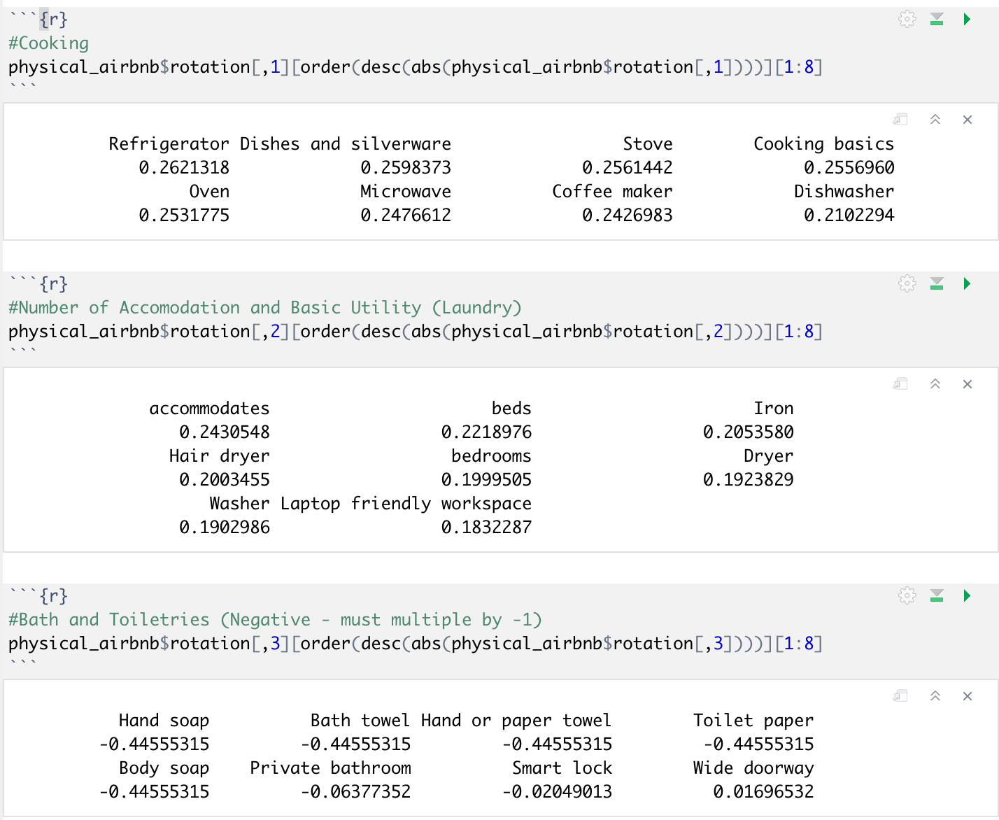 ```{r}
#Cooking
physical_airbnb$rotation[,1][order(desc(abs(physical_airbnb$rotation[,1])))][1:8]
```
Refrigerator Dishes and silverware Stove Cooking basics
0.2621318 0.2598373 0.2561442 0.2556960
Oven Microwave Coffee maker Dishwasher
0.2531775 0.2476612 0.2426983 0.2102294
```{r}
#Number of Accomodation and Basic Utility (Laundry)
physical_airbnb$rotation[,2][order(desc(abs(physical_airbnb$rotation[,2])))][1:8]
```
accommodates beds Iron
0.2430548 0.2218976 0.2053580
Hair dryer bedrooms Dryer
0.2003455 0.1999505 0.1923829
Washer Laptop friendly workspace
0.1902986 0.1832287
```{r}
#Bath and Toiletries (Negative - must multiple by -1)
physical_airbnb$rotation[,3][order(desc(abs(physical_airbnb$rotation[,3])))][1:8]
```
Hand soap Bath towel Hand or paper towel Toilet paper
-0.44555315 -0.44555315 -0.44555315 -0.44555315
Body soap Private bathroom Smart lock Wide doorway
-0.44555315 -0.06377352 -0.02049013 0.01696532